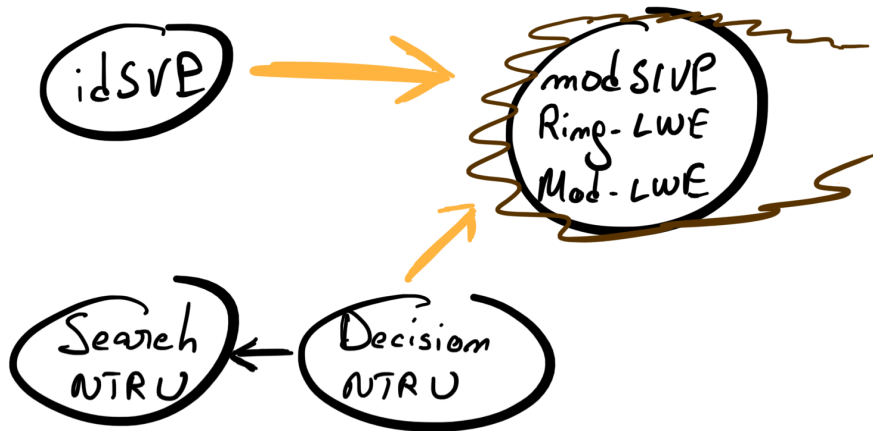 idSVP
modSIVP
Ring-LWE
Mod-LWE
Search
NTRU
Decision
NTRU